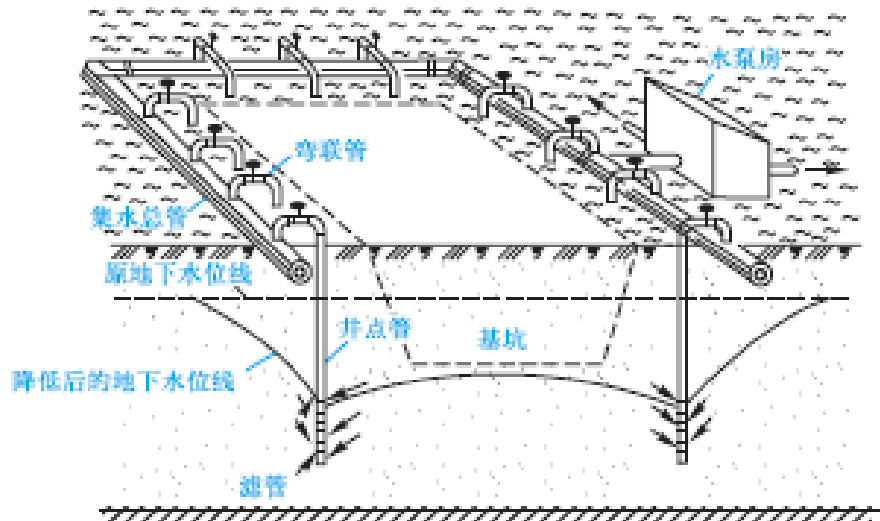 水泵房
弯联管
集水总管
原地下水位线
井点管
基坑
降低后的地下水位线
滤管